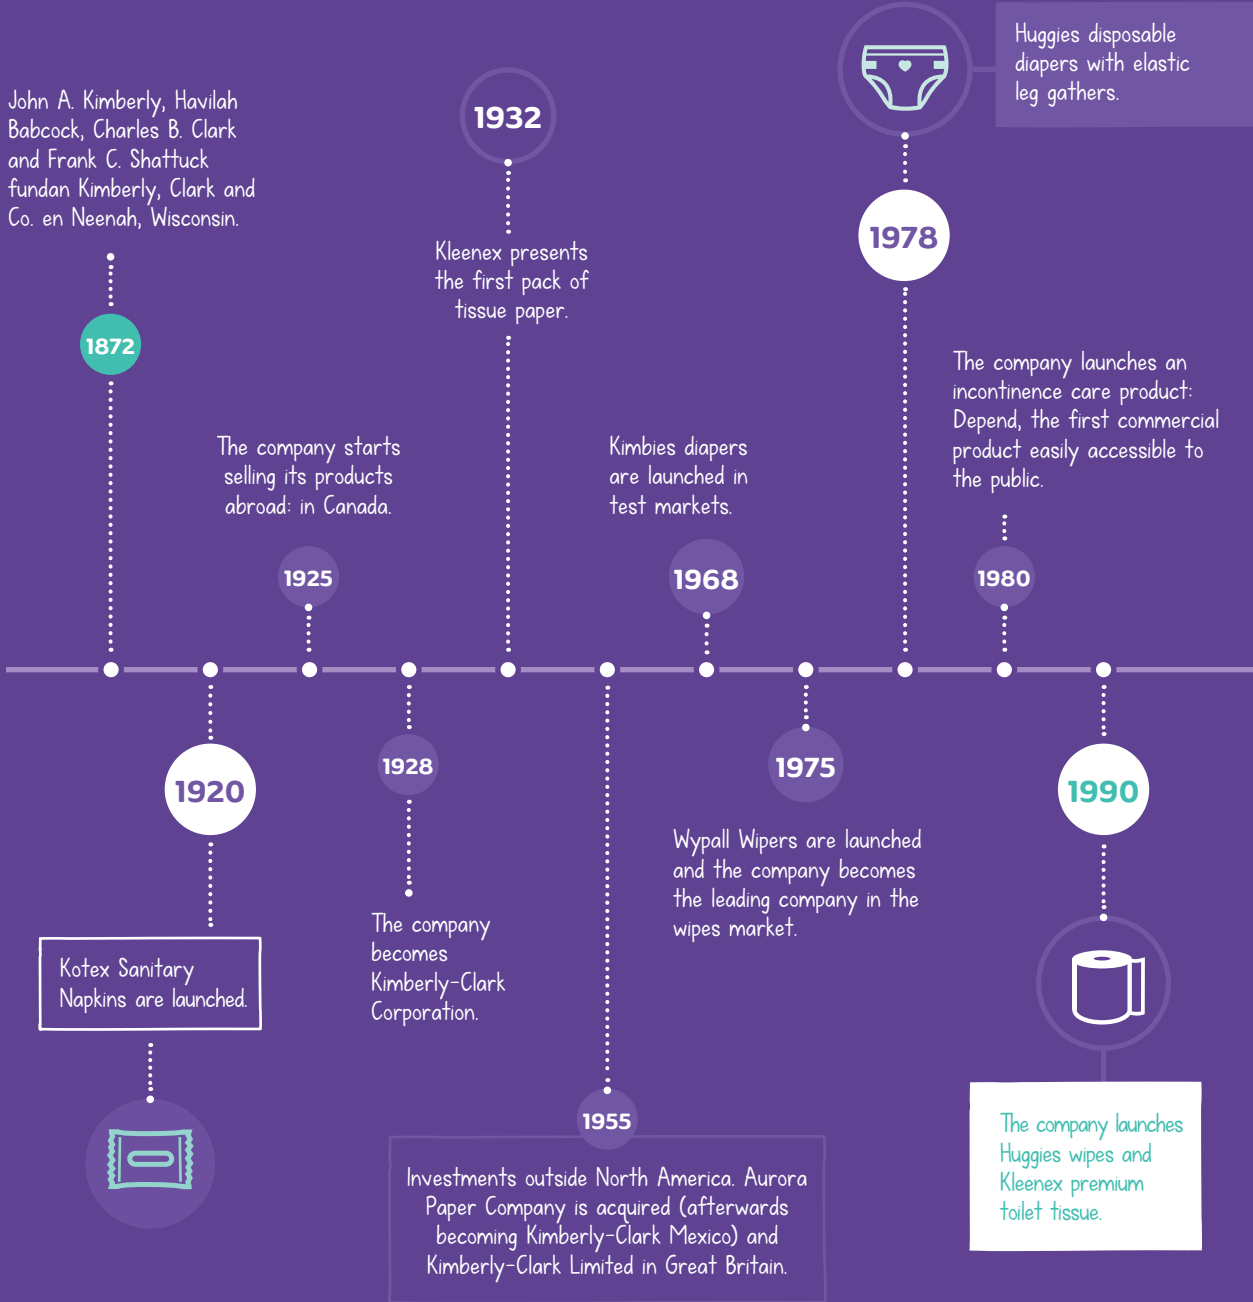 John A. Kimberly, Havilah
Babcock, Charles B. Clark
and Frank C. Shattuck
fundan Kimberly, Clark and
Co. en Neenah, Wisconsin.
1872
Kotex Sanitary
Napkins are launched.
1920
The company starts
selling its products
abroad: in Canada.
1925
1928
The company
becomes
Kimberly-Clark
Corporation.
1932
Kleenex presents
the first pack of
tissue paper.
1955
Investments outside North America. Aurora
Paper Company is acquired (afterwards
becoming Kimberly-Clark Mexico) and
Kimberly-Clark Limited in Great Britain.
Kimbies diapers
are launched in
test markets.
1968
1975
Wypall Wipers are launched
and the company becomes
the leading company in the
wipes market.
Huggies disposable
diapers with elastic
leg gathers.
1978
The company launches an
incontinence care product:
Depend, the first commercial
product easily accessible to
the public.
1980
1990
The company launches
Huggies wipes and
Kleenex premium
toilet tissue.